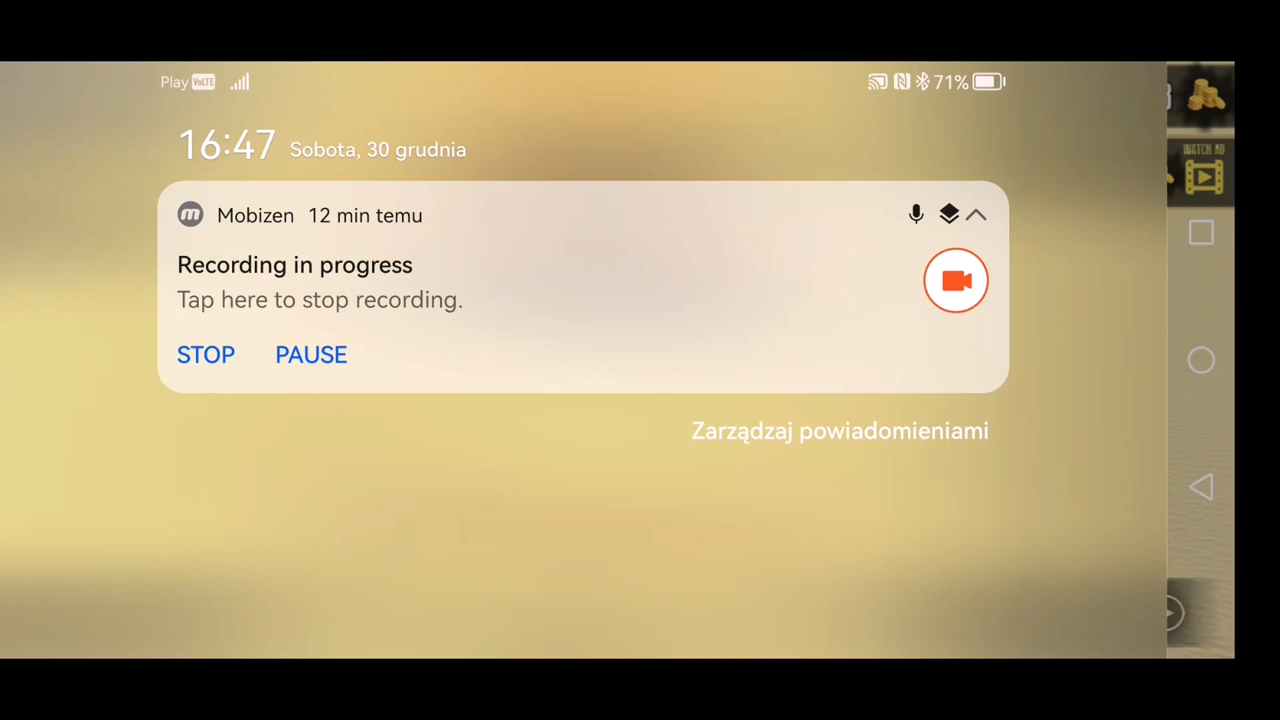 Play VoLTE 71%
16:47 Sobota, 30 grudnia
Mobizen 12 min temu
Recording in progress
Tap here to stop recording.
STOP PAUSE
Zarządzaj powiadomieniami
WATCH AD